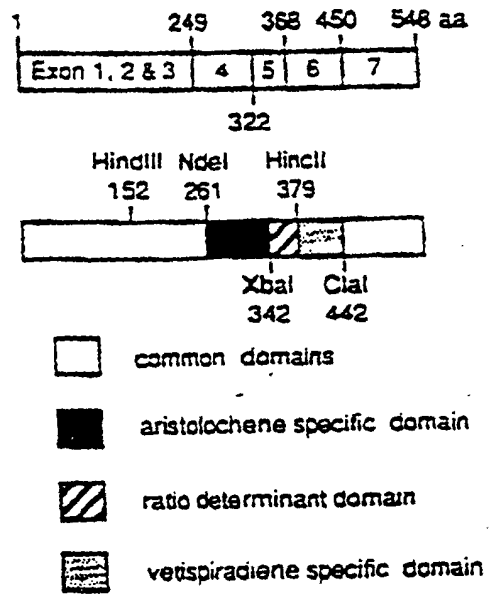 1 249 368 450 548 aa
Exon 1, 2 & 3 4 5 6 7
322
HindIII NdeI HincII
152 261 379
XbaI ClaI
342 442
common domains
aristolochene specific domain
ratio determinant domain
vetispiradiene specific domain